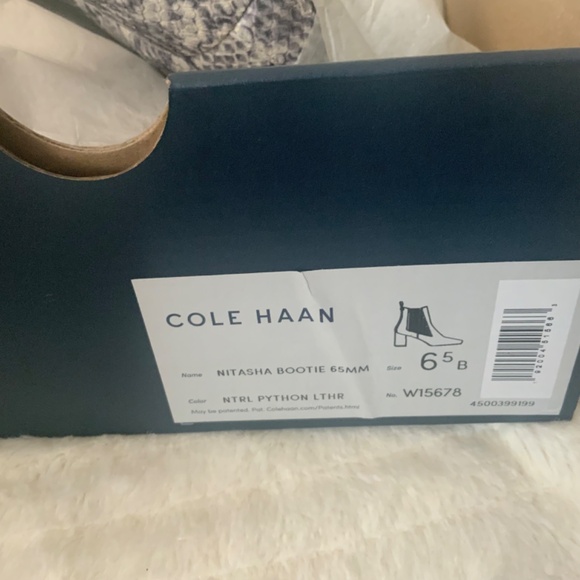 COLE HAAN
Name NITASHA BOOTIE 65MM
Size 6 5 B
Color NTRL PYTHON LTHR
No. W15678
May be patented. Pat. Colehaan.com/Patents.html
4500399199